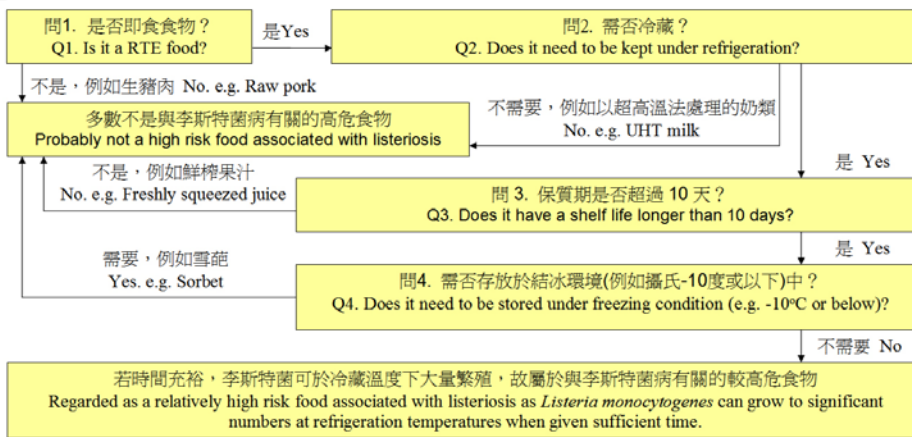 問1. 是否即食食物？
Q1. Is it a RTE food?
是Yes
問2. 需否冷藏？
Q2. Does it need to be kept under refrigeration?
不是，例如生豬肉 No. e.g. Raw pork
多數不是與李斯特菌病有關的高危食物
Probably not a high risk food associated with listeriosis
不需要，例如以超高溫法處理的奶類
No. e.g. UHT milk
是 Yes
不是，例如鮮榨果汁
No. e.g. Freshly squeezed juice
問 3. 保質期是否超過 10 天？
Q3. Does it have a shelf life longer than 10 days?
是 Yes
需要，例如雪葩
Yes. e.g. Sorbet
問4. 需否存放於結冰環境(例如攝氏-10度或以下)中？
Q4. Does it need to be stored under freezing condition (e.g. -10°C or below)?
不需要 No
若時間充裕，李斯特菌可於冷藏溫度下大量繁殖，故屬於與李斯特菌病有關的較高危食物
Regarded as a relatively high risk food associated with listeriosis as Listeria monocytogenes can grow to significant
numbers at refrigeration temperatures when given sufficient time.